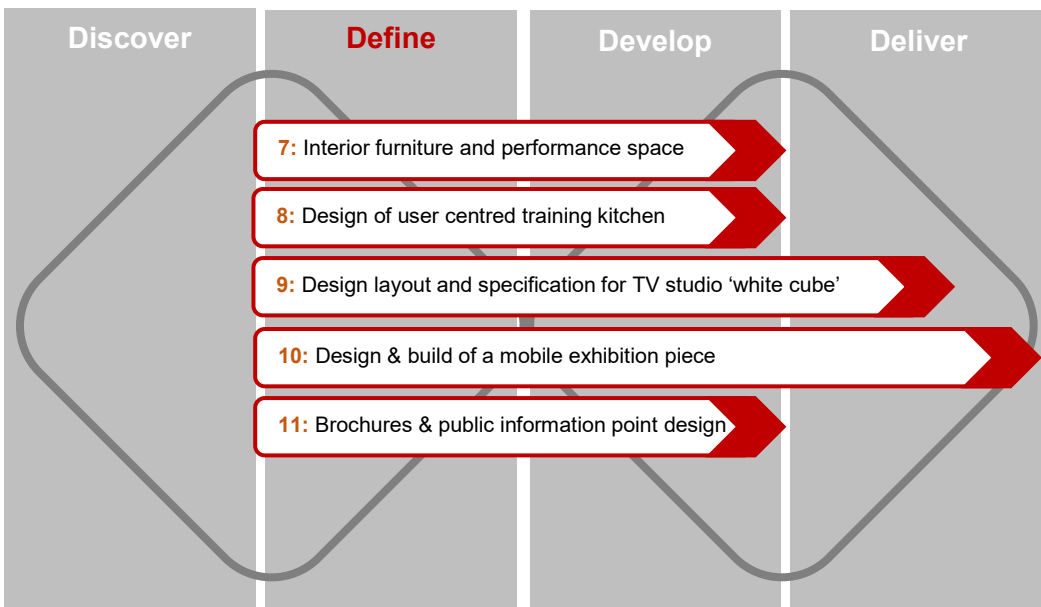 Discover
Define
Develop
Deliver
7: Interior furniture and performance space
8: Design of user centred training kitchen
9: Design layout and specification for TV studio ‘white cube’
10: Design & build of a mobile exhibition piece
11: Brochures & public information point design